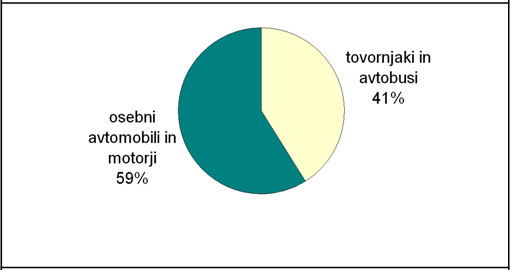 tovornjaki in
avtobusi
41%
osebni
avtomobili in
motorji
59%